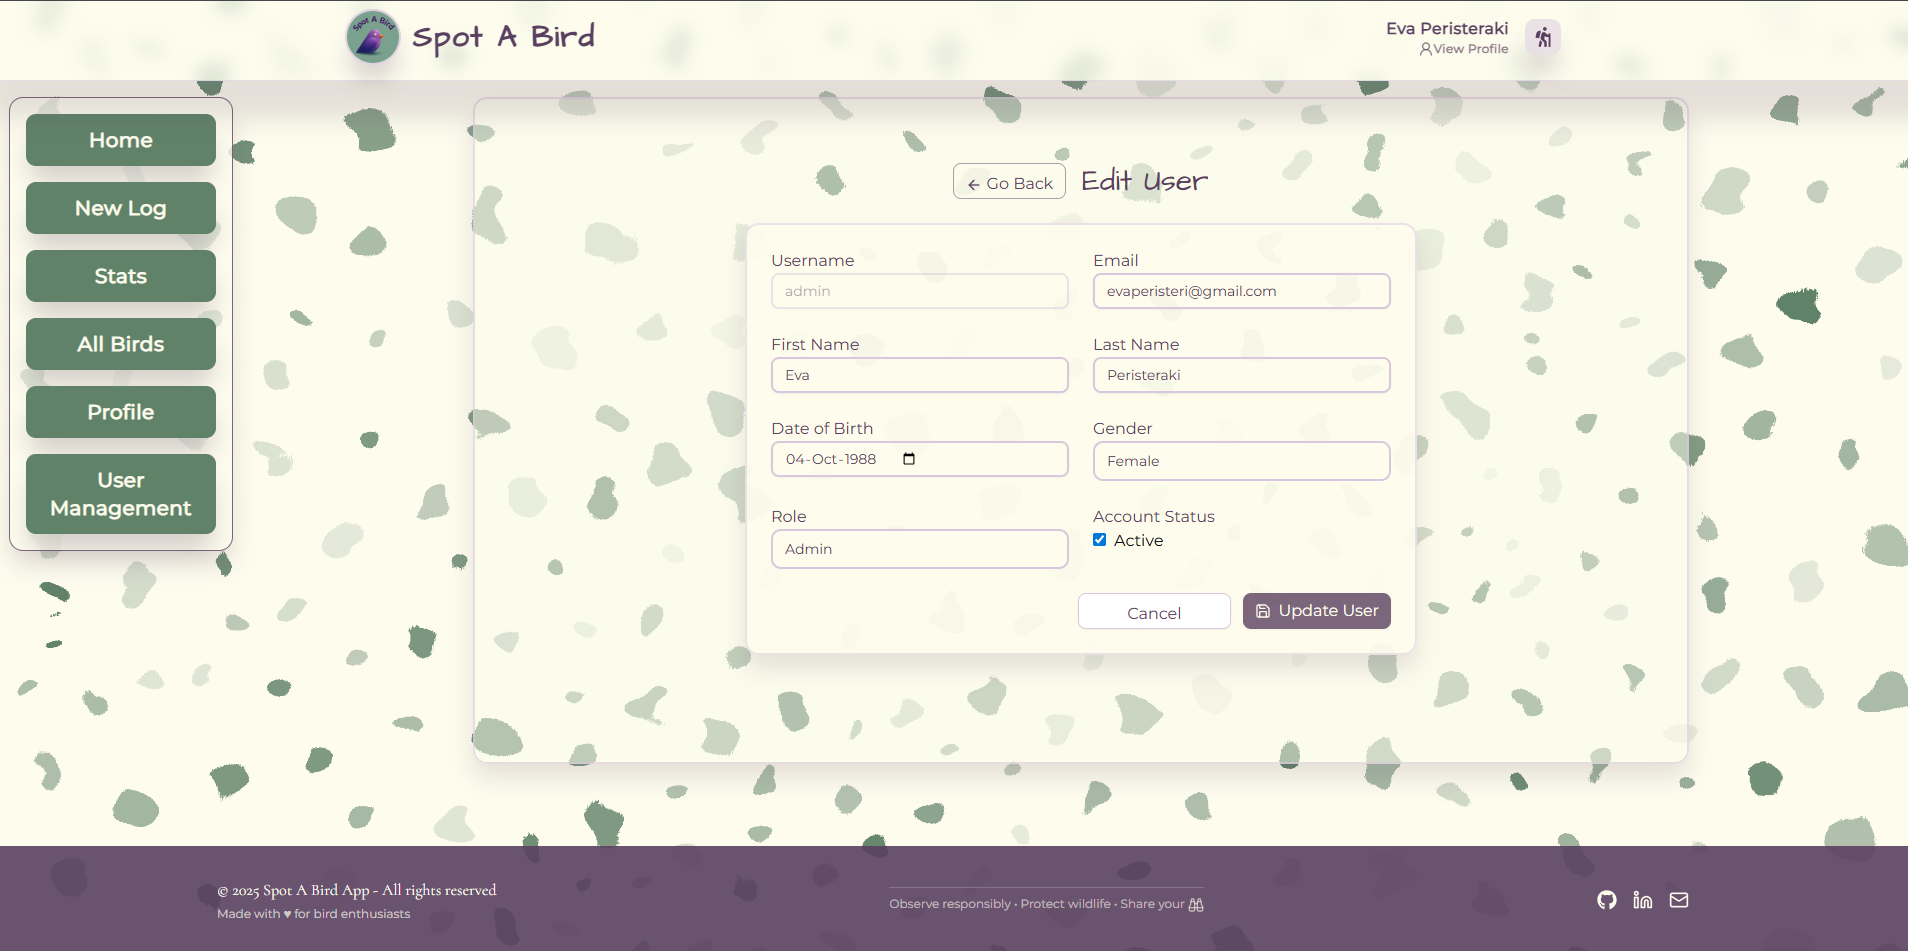 Spot A Bird
Spot A Bird
Eva Peristeraki
View Profile
Home
New Log
Stats
All Birds
Profile
User
Management
← Go Back
Edit User
Username
admin
Email
evaperisteri@gmail.com
First Name
Eva
Last Name
Peristeraki
Date of Birth
04-Oct-1988
Gender
Female
Role
Admin
Account Status
Active
Cancel
Update User
© 2025 Spot A Bird App - All rights reserved
Made with ♥ for bird enthusiasts
Observe responsibly • Protect wildlife • Share your